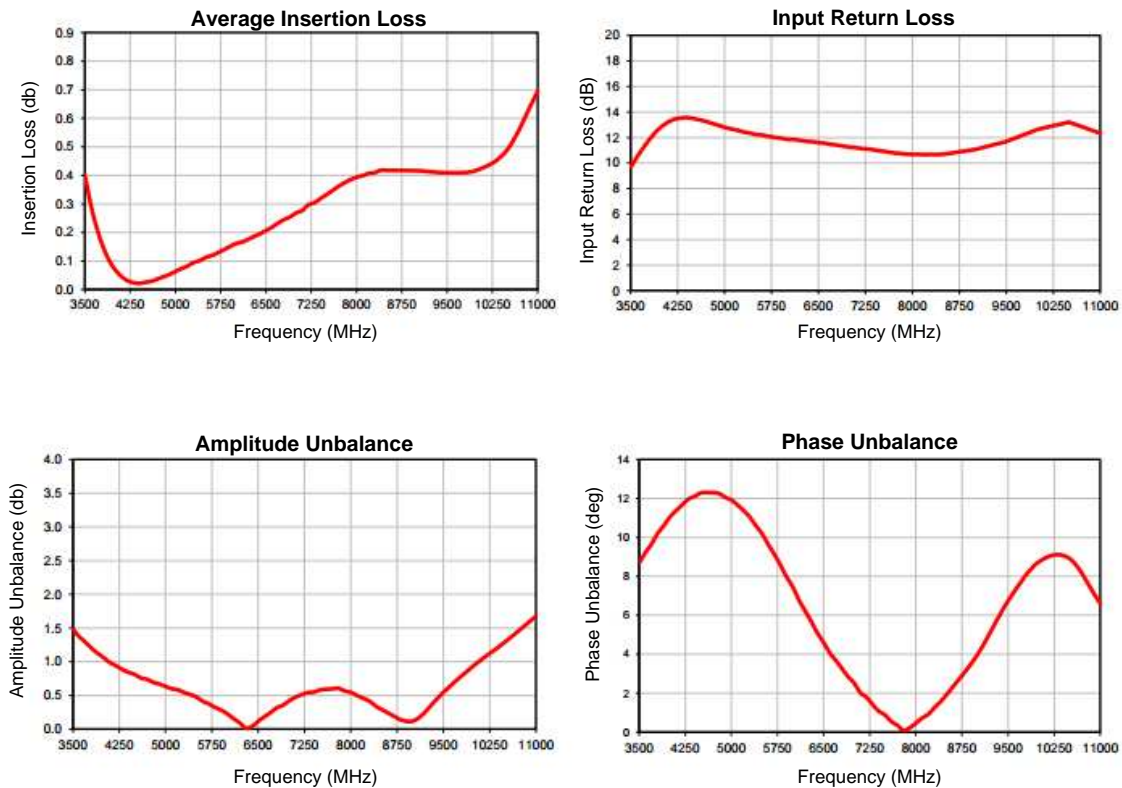 Average Insertion Loss
Insertion Loss (db)
0.9
0.8
0.7
0.6
0.5
0.4
0.3
0.2
0.1
0.0
3500 4250 5000 5750 6500 7250 8000 8750 9500 10250 11000
Frequency (MHz)
Input Return Loss
Input Return Loss (dB)
20
18
16
14
12
10
8
6
4
2
0
3500 4250 5000 5750 6500 7250 8000 8750 9500 10250 11000
Frequency (MHz)
Amplitude Unbalance
Amplitude Unbalance (db)
4.0
3.5
3.0
2.5
2.0
1.5
1.0
0.5
0.0
3500 4250 5000 5750 6500 7250 8000 8750 9500 10250 11000
Frequency (MHz)
Phase Unbalance
Phase Unbalance (deg)
14
12
10
8
6
4
2
0
3500 4250 5000 5750 6500 7250 8000 8750 9500 10250 11000
Frequency (MHz)